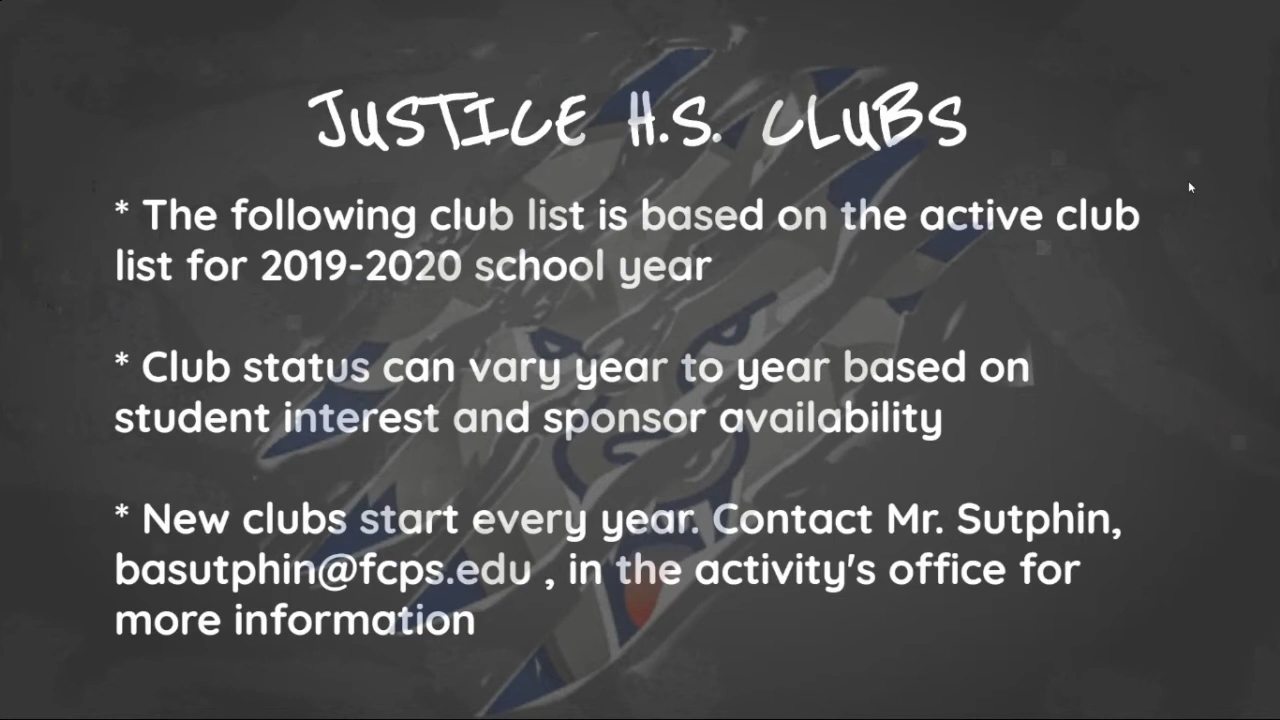 JUSTICE H.S. CLUBS
* The following club list is based on the active club
list for 2019-2020 school year
* Club status can vary year to year based on
student interest and sponsor availability
* New clubs start every year. Contact Mr. Sutphin,
basutphin@fcps.edu , in the activity's office for
more information